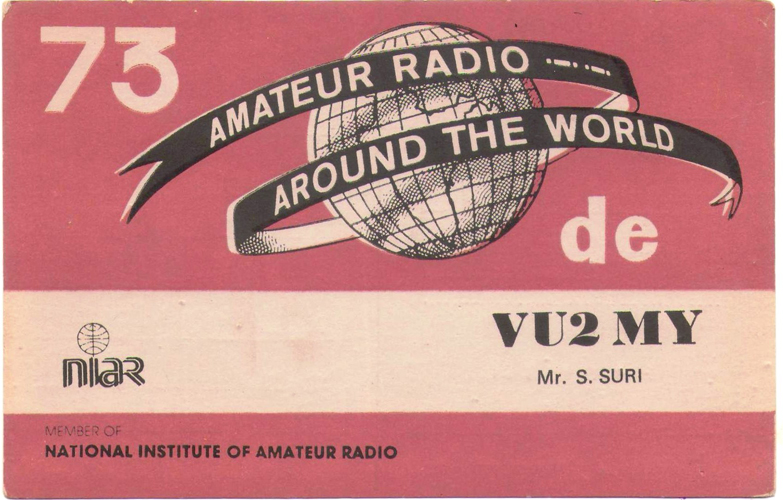 73
AMATEUR RADIO
AROUND THE WORLD
de
VU2 MY
Mr. S. SURI
niar
MEMBER OF
NATIONAL INSTITUTE OF AMATEUR RADIO